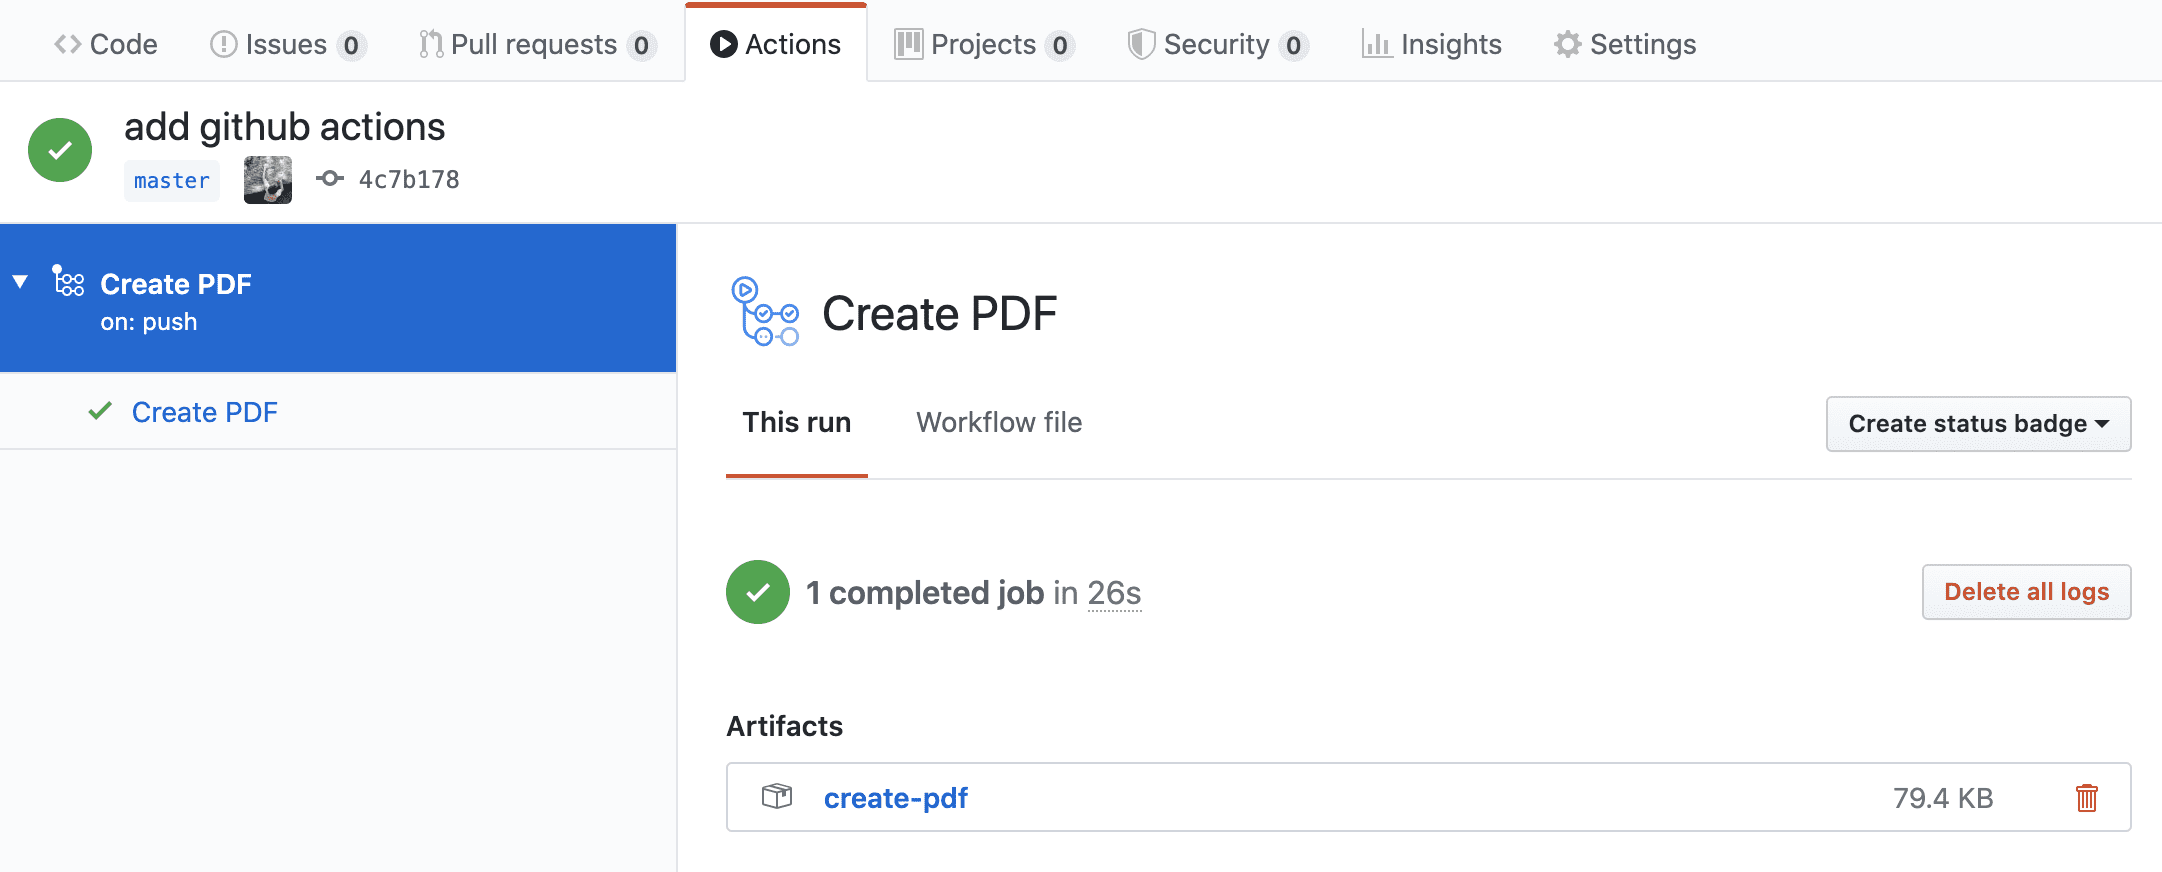 Code Issues 0 Pull requests 0 Actions Projects 0 Security 0 Insights Settings
add github actions
master 4c7b178
Create PDF
on: push
Create PDF
Create PDF
This run Workflow file Create status badge
1 completed job in 26s Delete all logs
Artifacts
create-pdf 79.4 KB